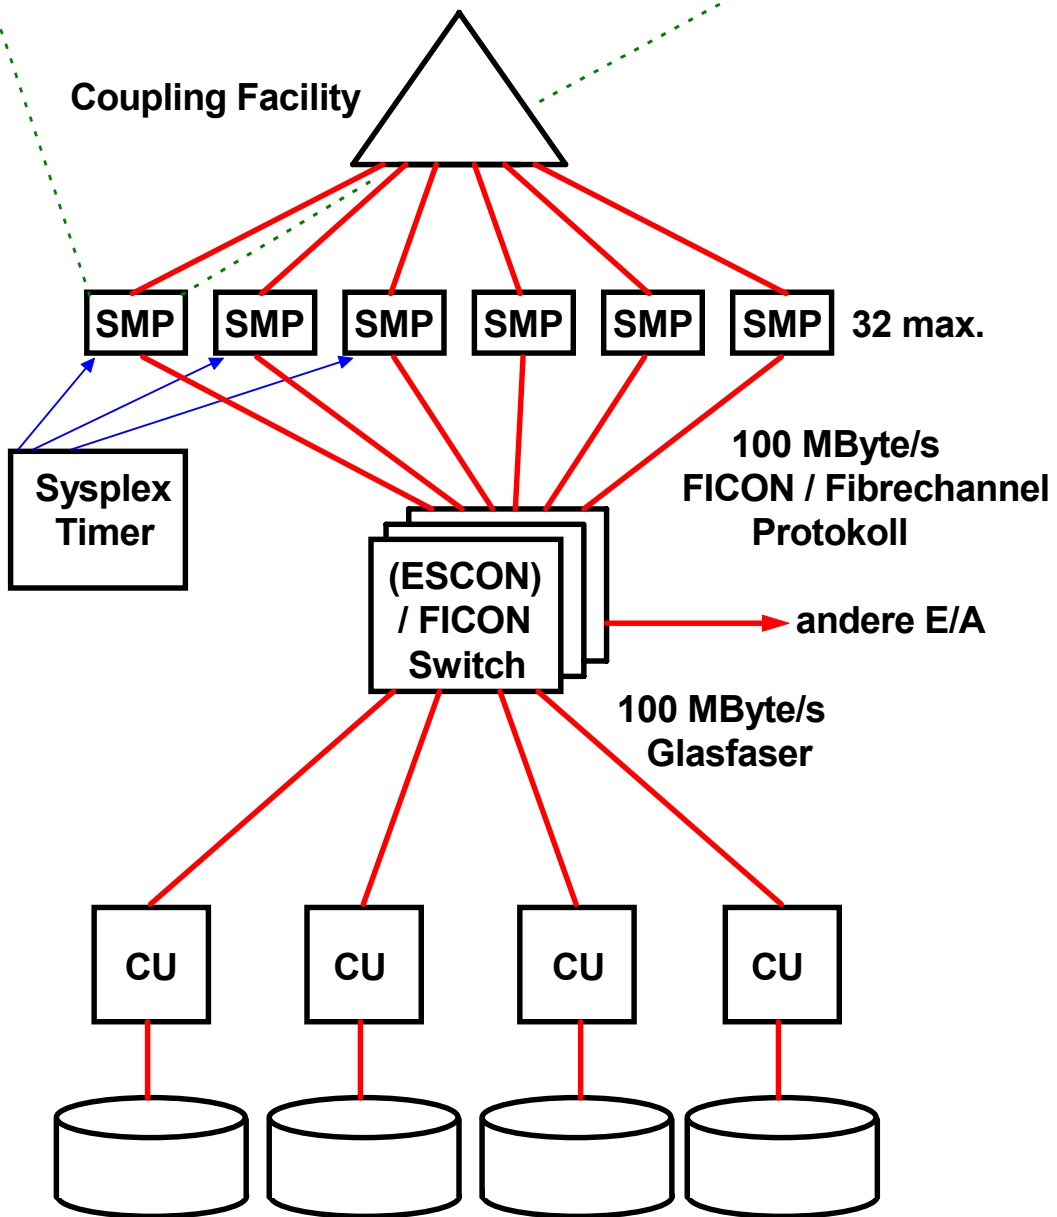 Coupling Facility
SMP SMP SMP SMP SMP SMP 32 max.
100 MByte/s
FICON / Fibrechannel
Protokoll
Sysplex
Timer
(ESCON)
/ FICON
Switch
andere E/A
100 MByte/s
Glasfaser
CU CU CU CU